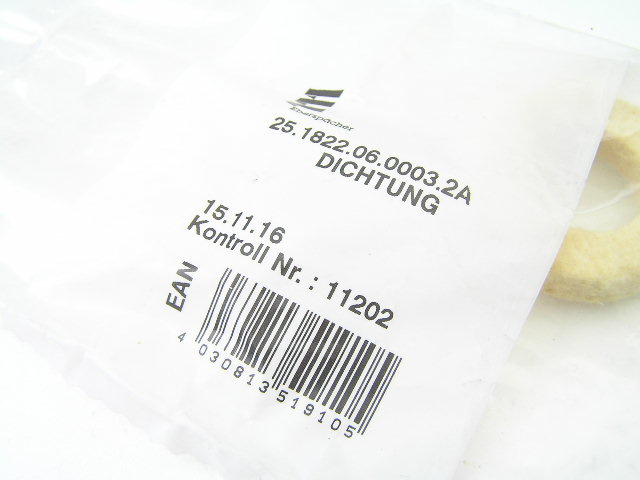 Eberspächer
25.1822.06.0003.2A
DICHTUNG
15.11.16
Kontroll Nr. : 11202
EAN
4 030813 519105